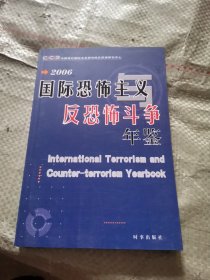 2006
国际恐怖主义
与
反恐怖斗争
年鉴
International Terrorism and
Counter-terrorism Yearbook
时事出版社